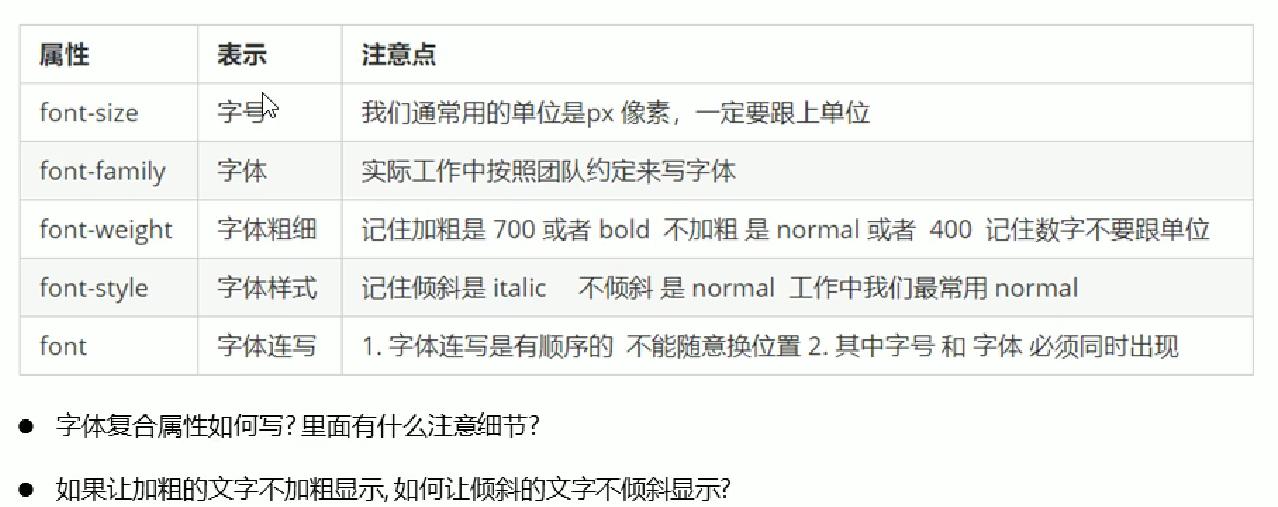 属性 表示 注意点
font-size 字号 我们通常用的单位是px 像素，一定要跟上单位
font-family 字体 实际工作中按照团队约定来写字体
font-weight 字体粗细 记住加粗是 700 或者 bold 不加粗 是 normal 或者 400 记住数字不要跟单位
font-style 字体样式 记住倾斜是 italic 不倾斜 是 normal 工作中我们最常用 normal
font 字体连写 1. 字体连写是有顺序的 不能随意换位置 2. 其中字号 和 字体 必须同时出现
● 字体复合属性如何写? 里面有什么注意细节?
● 如果让加粗的文字不加粗显示, 如何让倾斜的文字不倾斜显示?